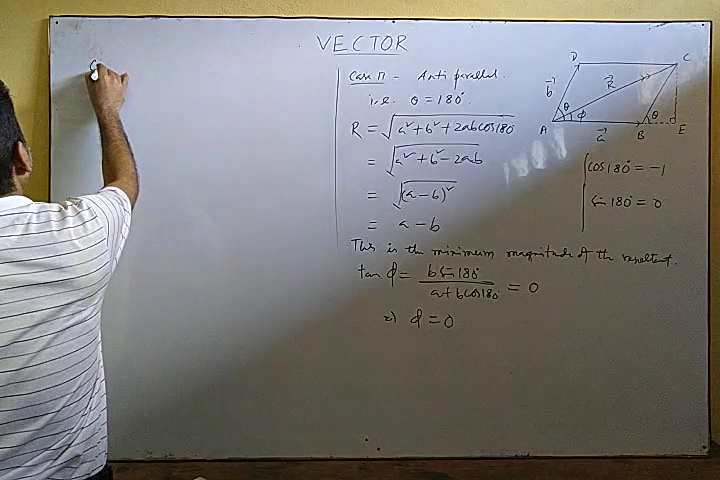 VECTOR
C
Case II - Anti parallel.
i.e. θ = 180°.
R = √(a² + b² + 2ab cos 180°)
= √(a² + b² - 2ab)
= √((a - b)²)
= a - b
This is the minimum magnitude of the resultant.
tan ϕ = b sin 180° / (a + b cos 180°) = 0
⇒ ϕ = 0
D C
b⃗ R⃗
θ ϕ θ
A a⃗ B E
cos 180° = -1
sin 180° = 0